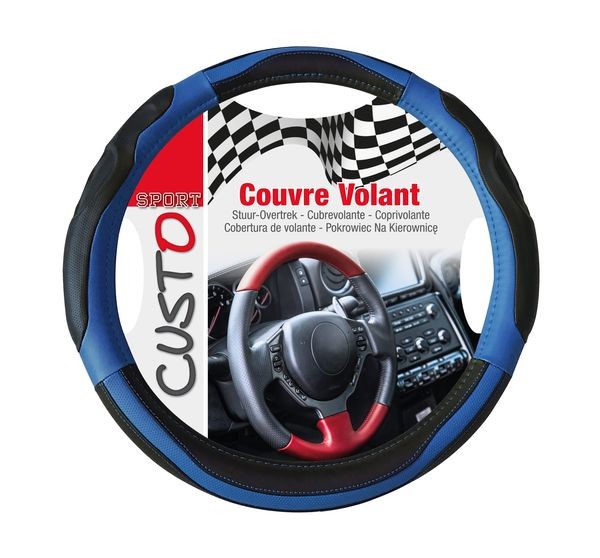 SPORT
CUSTO
Couvre Volant
Stuur-Overtrek - Cubrevolante - Coprivolante
Cobertura de volante - Pokrowiec Na Kierownicę